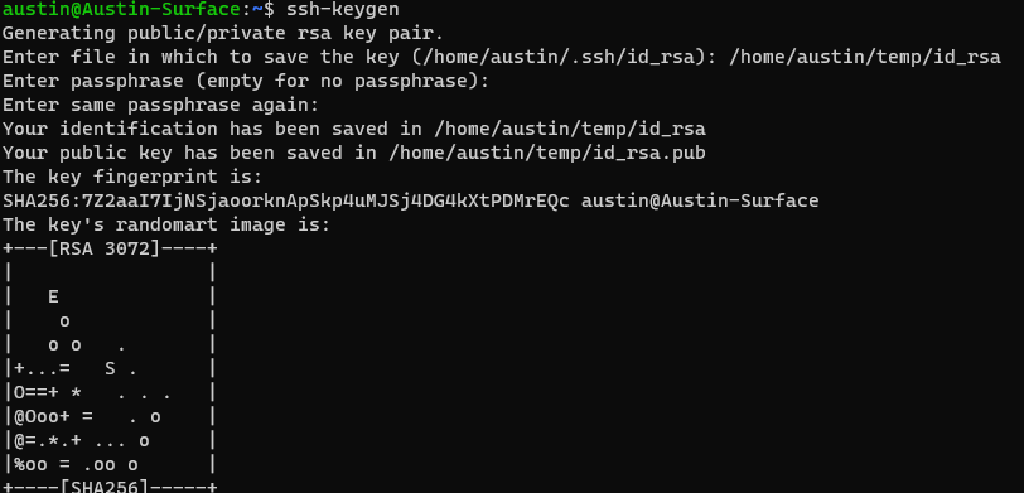 austin@Austin-Surface:~$ ssh-keygen
Generating public/private rsa key pair.
Enter file in which to save the key (/home/austin/.ssh/id_rsa): /home/austin/temp/id_rsa
Enter passphrase (empty for no passphrase):
Enter same passphrase again:
Your identification has been saved in /home/austin/temp/id_rsa
Your public key has been saved in /home/austin/temp/id_rsa.pub
The key fingerprint is:
SHA256:7Z2aaI7IjNSjaoorknApSkp4uMJSj4DG4kXtPDMrEQc austin@Austin-Surface
The key's randomart image is:
+---[RSA 3072]----+
|                 |
|   E             |
|    o            |
|   o o   .       |
|+...=   S .      |
|O==+ *   . . .   |
|@Ooo+ =   . o    |
|@=.*.+ ... o     |
|%oo = .oo o      |
+----[SHA256]-----+